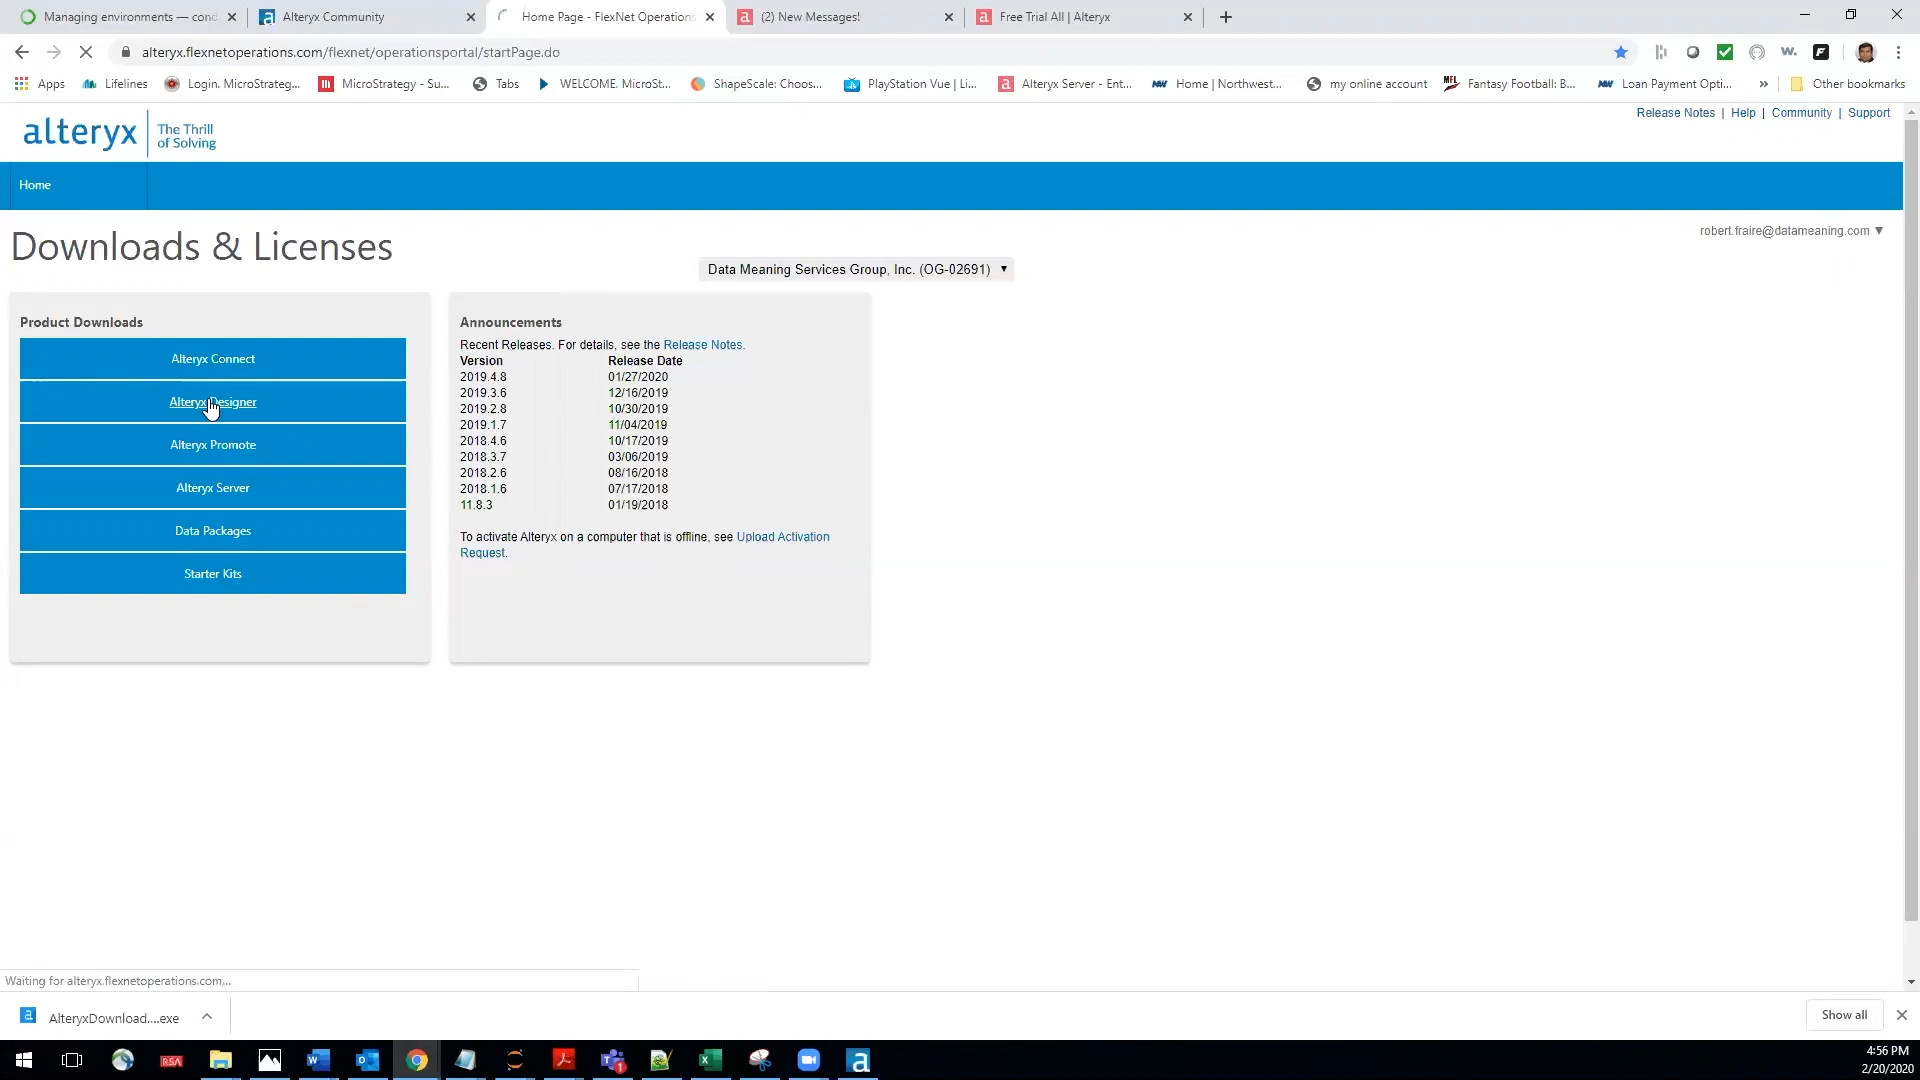 Managing environments — cond
Alteryx Community
Home Page - FlexNet Operations
(2) New Messages!
Free Trial All | Alteryx
alteryx.flexnetoperations.com/flexnet/operationsportal/startPage.do
Apps
Lifelines
Login. MicroStrateg...
MicroStrategy - Su...
Tabs
WELCOME. MicroSt...
ShapeScale: Choos...
PlayStation Vue | Li...
Alteryx Server - Ent...
Home | Northwest...
my online account
Fantasy Football: B...
Loan Payment Opti...
Other bookmarks
Release Notes | Help | Community | Support
alteryx
The Thrill
of Solving
Home
robert.fraire@datameaning.com
Downloads & Licenses
Data Meaning Services Group, Inc. (OG-02691)
Product Downloads
Alteryx Connect
Alteryx Designer
Alteryx Promote
Alteryx Server
Data Packages
Starter Kits
Announcements
Recent Releases. For details, see the Release Notes.
Version Release Date
2019.4.8 01/27/2020
2019.3.6 12/16/2019
2019.2.8 10/30/2019
2019.1.7 11/04/2019
2018.4.6 10/17/2019
2018.3.7 03/06/2019
2018.2.6 08/16/2018
2018.1.6 07/17/2018
11.8.3 01/19/2018
To activate Alteryx on a computer that is offline, see Upload Activation
Request.
Waiting for alteryx.flexnetoperations.com...
AlteryxDownload....exe
Show all
RSA
4:56 PM
2/20/2020